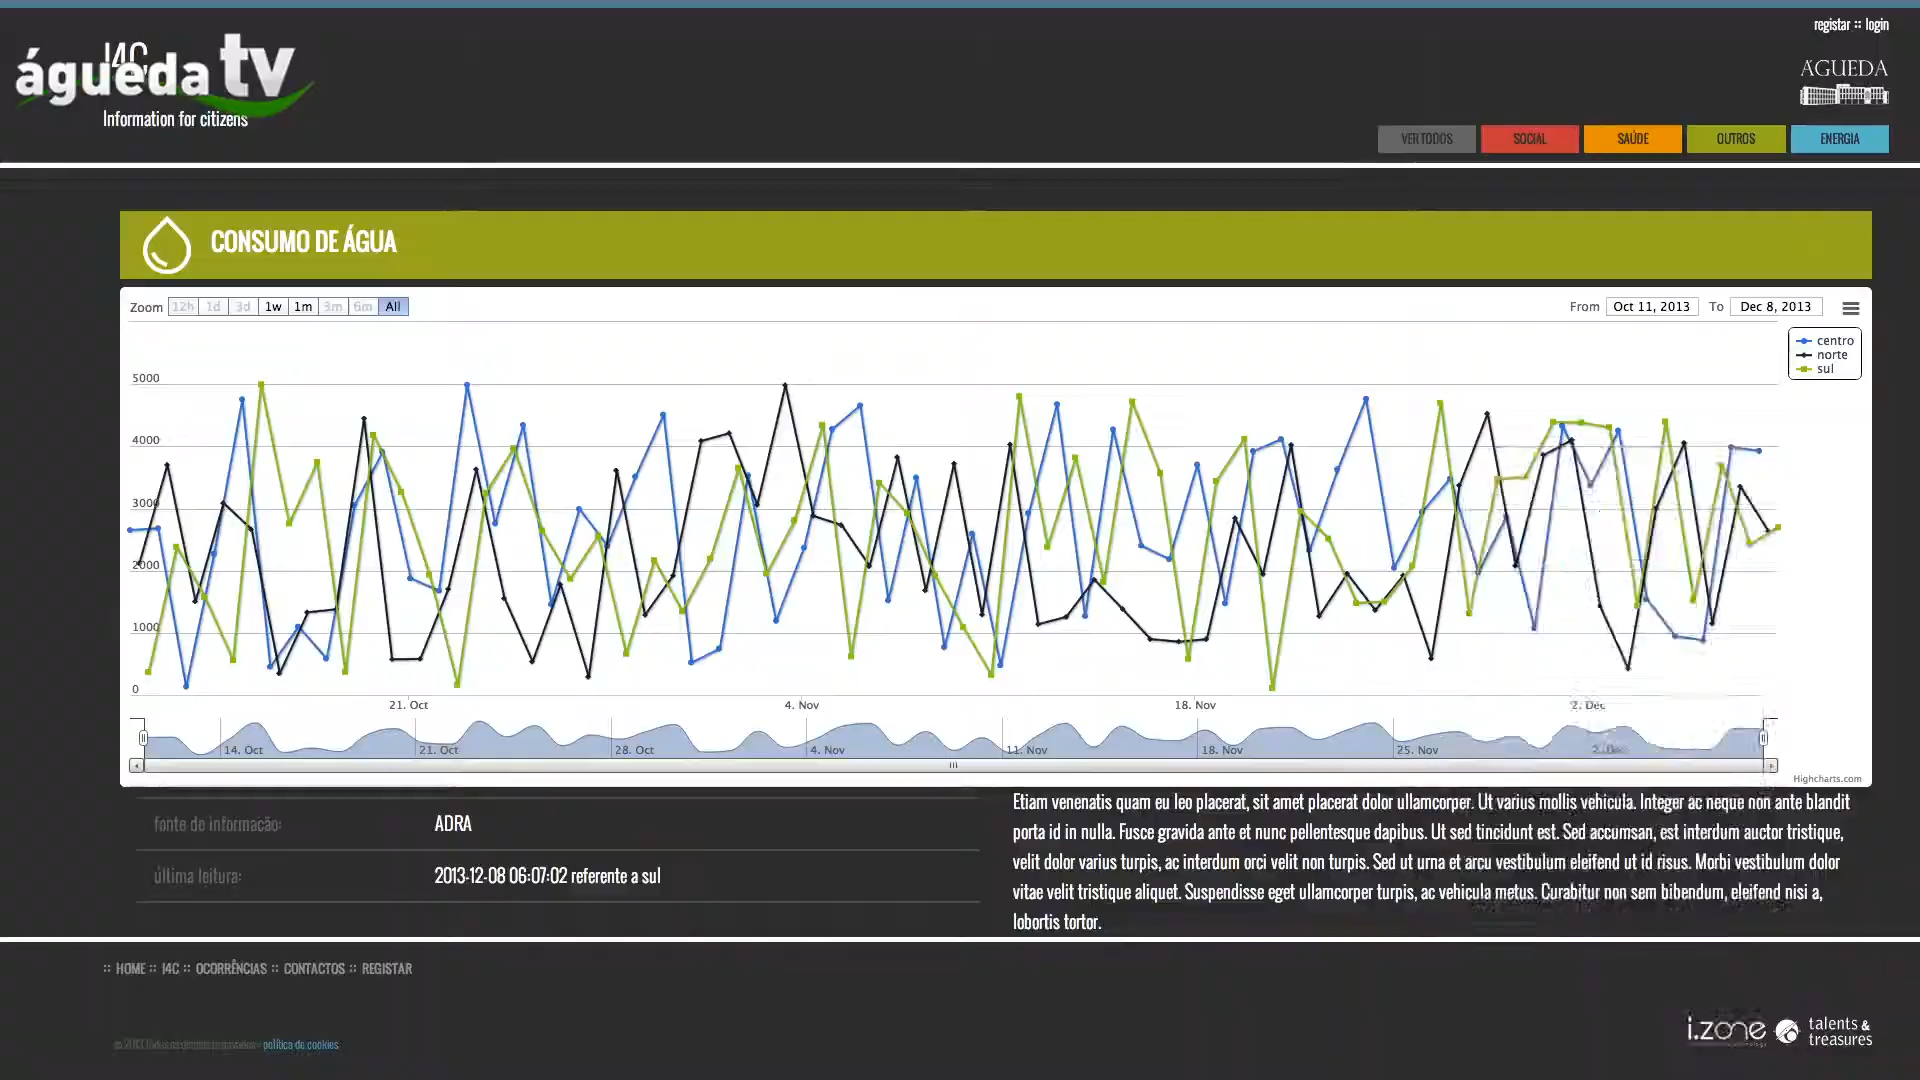 registar :: login
I4C
águeda tv
Information for citizens
ÁGUEDA
VER TODOS SOCIAL SAÚDE OUTROS ENERGIA
CONSUMO DE ÁGUA
Zoom 12h 1d 3d 1w 1m 3m 6m All
From Oct 11, 2013 To Dec 8, 2013
centro
norte
sul
5000
4000
3000
2000
1000
0
21. Oct 4. Nov 18. Nov 2. Dec
14. Oct 21. Oct 28. Oct 4. Nov 11. Nov 18. Nov 25. Nov 2. Dec
Highcharts.com
fonte de informação: ADRA
última leitura: 2013-12-08 06:07:02 referente a sul
Etiam venenatis quam eu leo placerat, sit amet placerat dolor ullamcorper. Ut varius mollis vehicula. Integer ac neque non ante blandit
porta id in nulla. Fusce gravida ante et nunc pellentesque dapibus. Ut sed tincidunt est. Sed accumsan, est interdum auctor tristique,
velit dolor varius turpis, ac interdum orci velit non turpis. Sed ut urna et arcu vestibulum eleifend ut id risus. Morbi vestibulum dolor
vitae velit tristique aliquet. Suspendisse eget ullamcorper turpis, ac vehicula metus. Curabitur non sem bibendum, eleifend nisi a,
lobortis tortor.
:: HOME :: I4C :: OCORRÊNCIAS :: CONTACTOS :: REGISTAR
política de cookies
i.zone
talents &
treasures